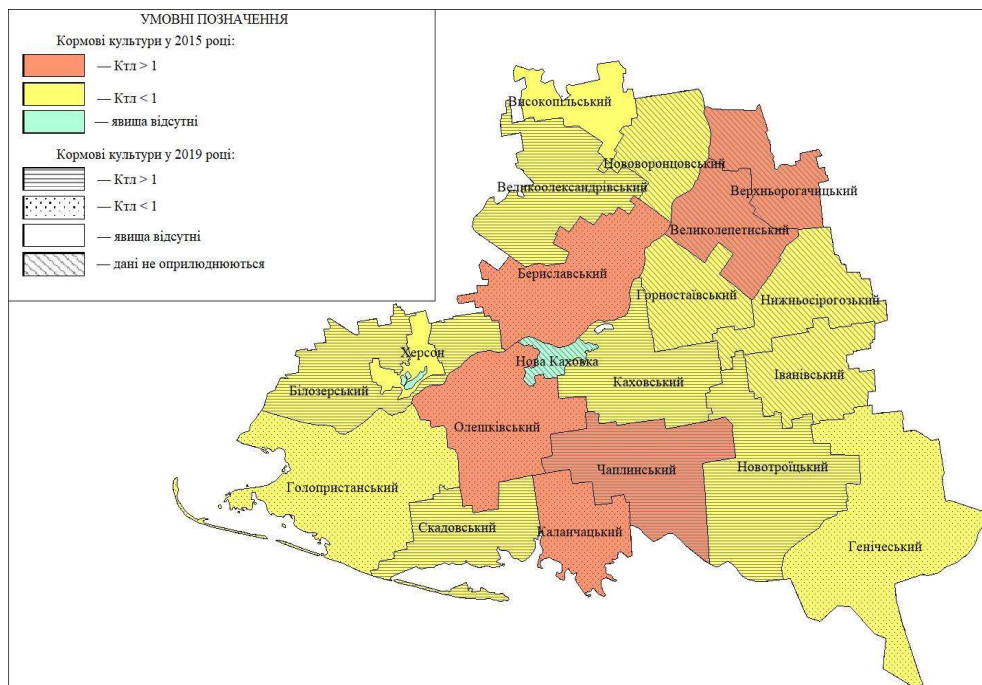 УМОВНІ ПОЗНАЧЕННЯ
Кормові культури у 2015 році:
— Ктл > 1
— Ктл < 1
— явища відсутні
Кормові культури у 2019 році:
— Ктл > 1
— Ктл < 1
— явища відсутні
— дані не оприлюднюються
Високопільський
Нововоронцовський
Великоолександрівський
Верхньорогачицький
Великолепетиський
Бериславський
Горностаївський
Нижньосірогозький
Херсон
Нова Каховка
Білозерський
Каховський
Іванівський
Олешківський
Чаплинський
Новотроїцький
Голопристанський
Скадовський
Каланчацький
Генічеський